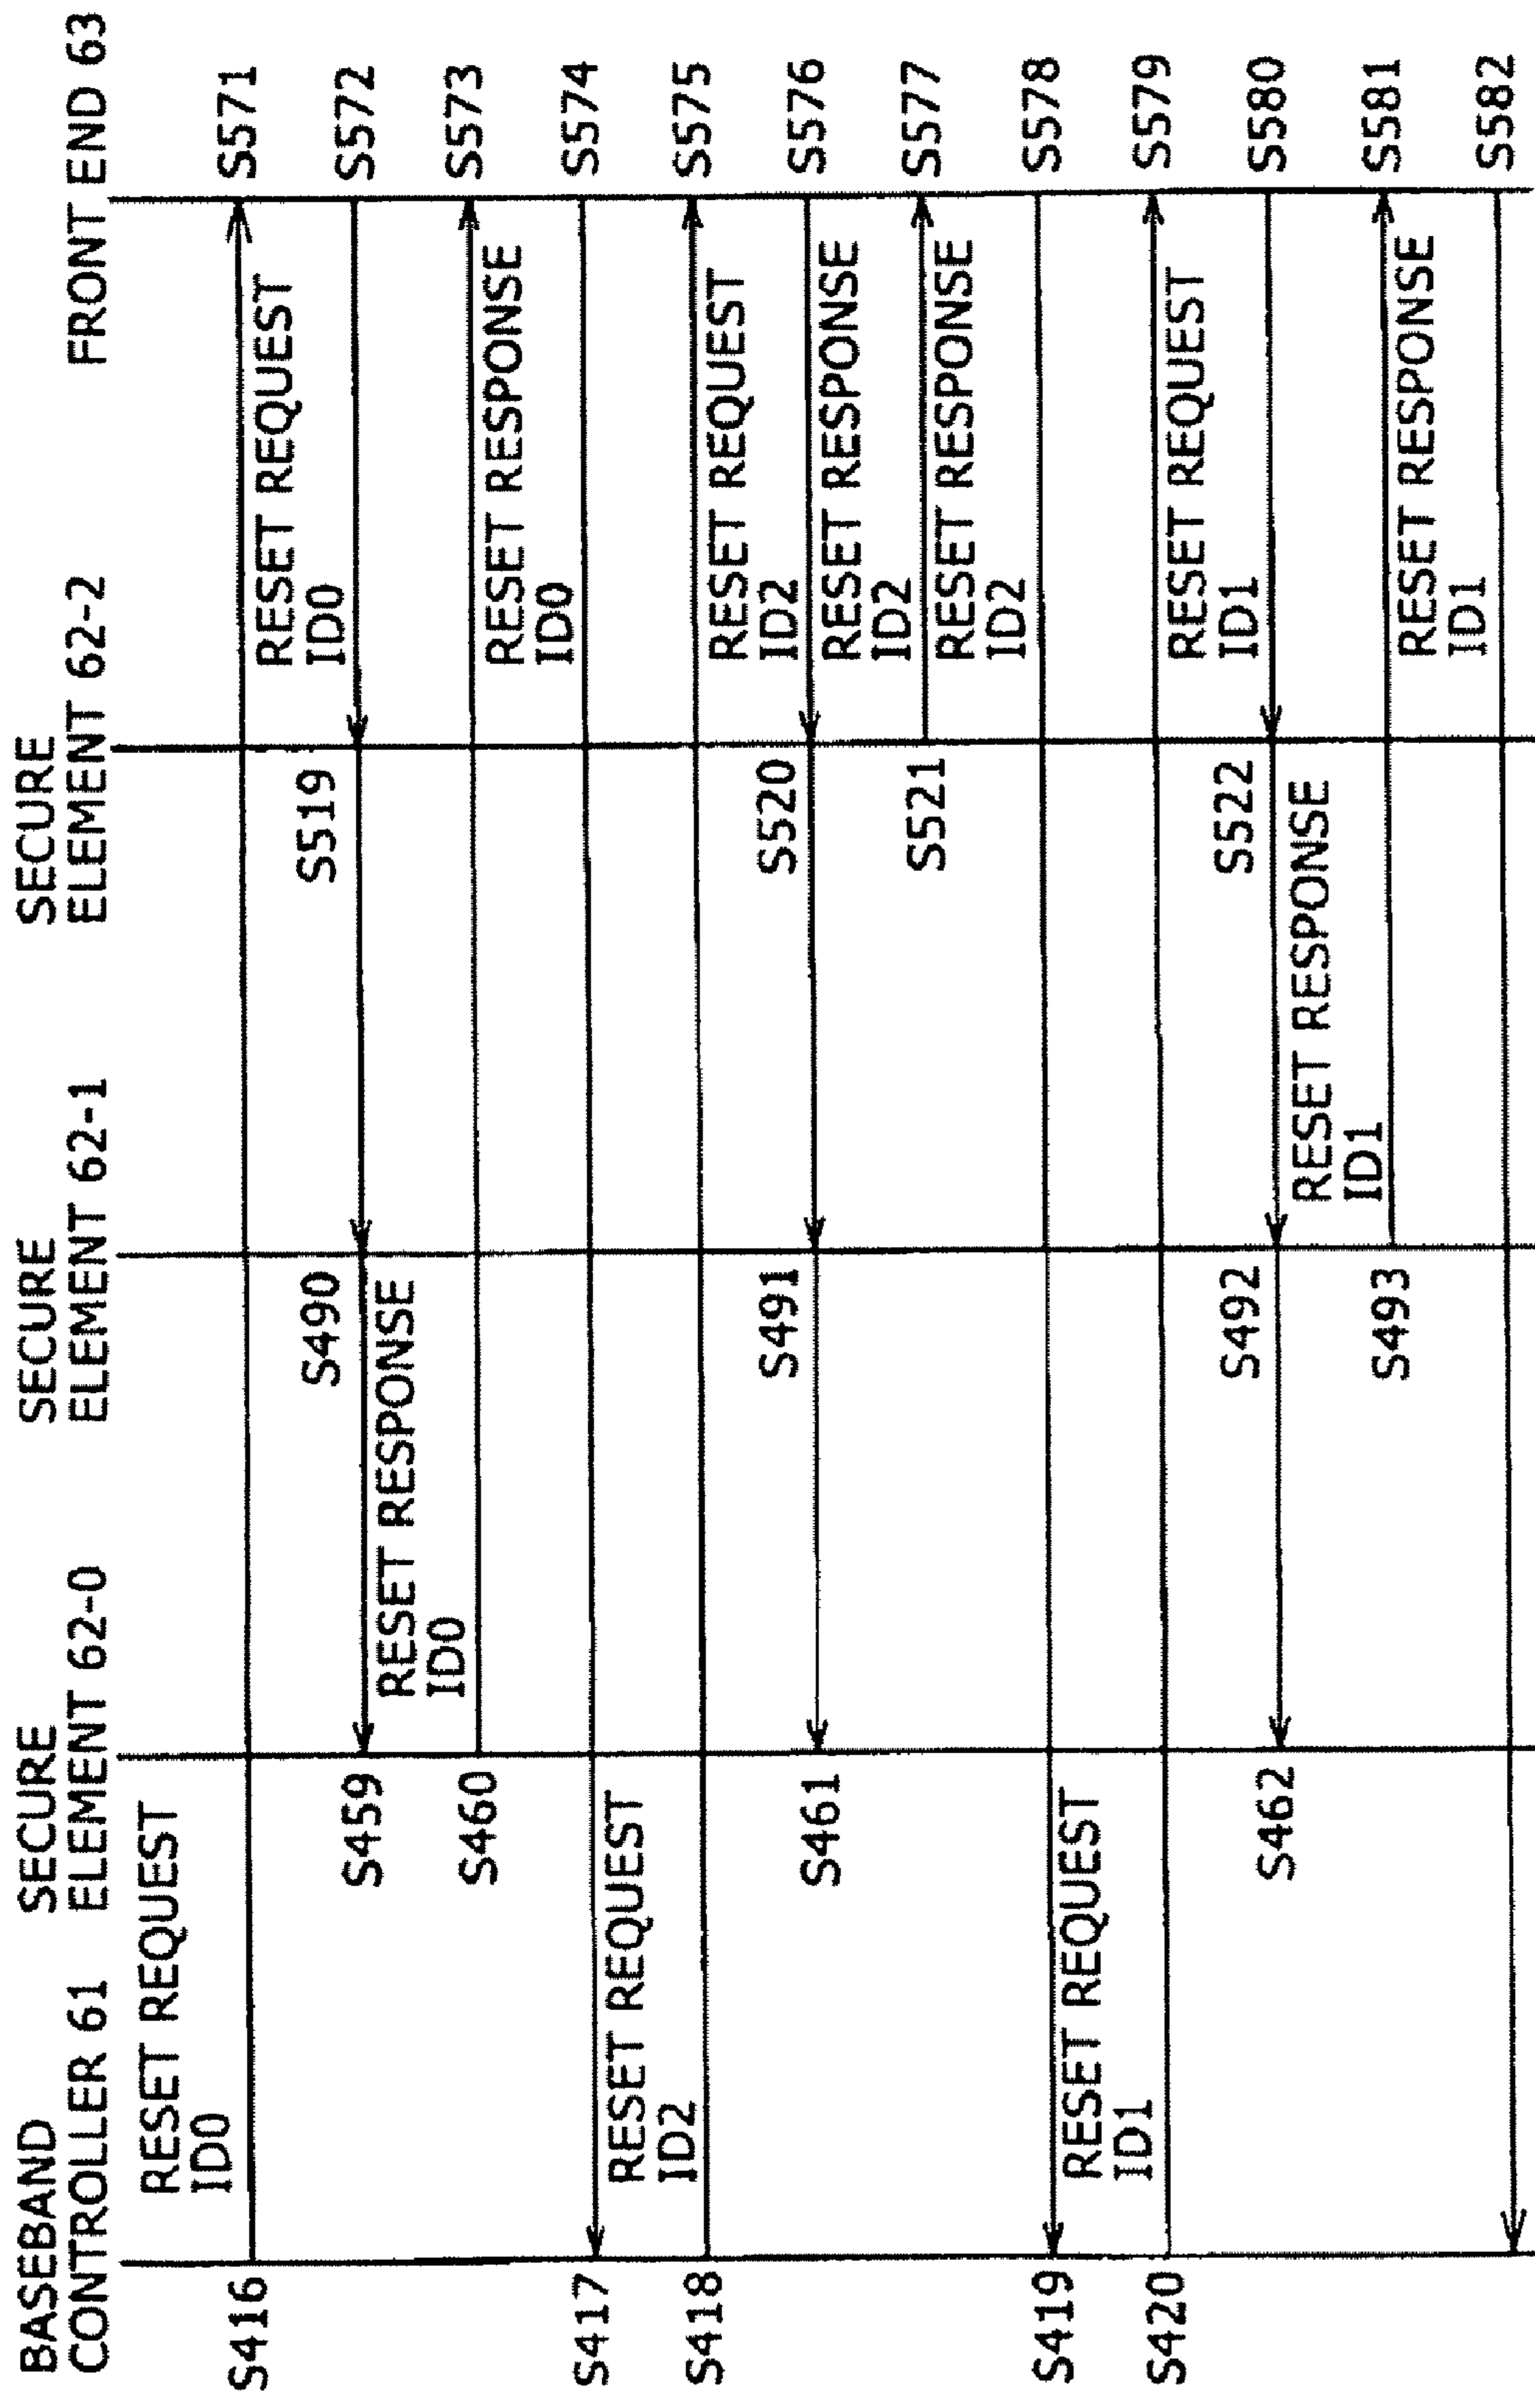 BASEBAND
CONTROLLER 61
SECURE
ELEMENT 62-0
SECURE
ELEMENT 62-1
SECURE
ELEMENT 62-2
FRONT END 63
RESET REQUEST
ID0
S416
S571
RESET REQUEST
ID0
S459
S490
S519
S572
RESET RESPONSE
ID0
S460
S573
RESET RESPONSE
ID0
S417
S574
RESET REQUEST
ID2
S418
S575
RESET REQUEST
ID2
S461
S491
S520
S576
RESET RESPONSE
ID2
S521
S577
RESET RESPONSE
ID2
S419
S578
RESET REQUEST
ID1
S420
S579
RESET REQUEST
ID1
S462
S492
S522
S580
RESET RESPONSE
ID1
S493
S581
RESET RESPONSE
ID1
S582